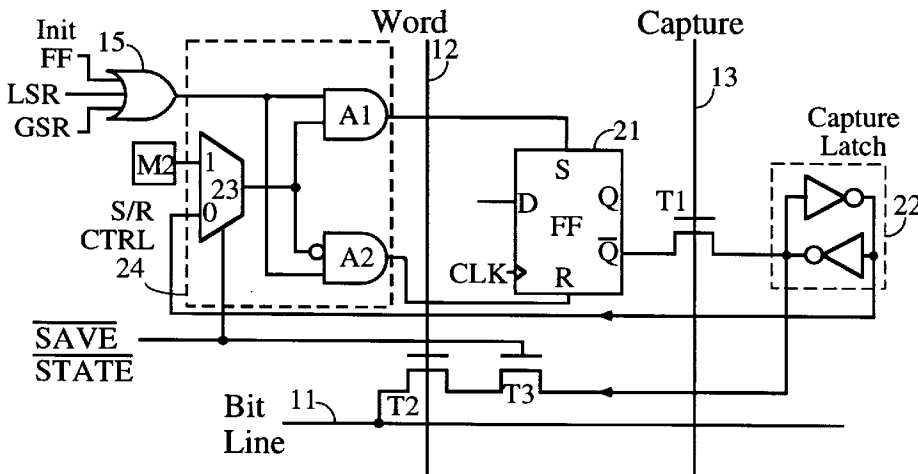 Init
FF
LSR
GSR
15
Word
12
Capture
13
A1
M2
1
23
0
S/R
CTRL
24
A2
S
21
D
Q
FF
Q
CLK
R
T1
Capture
Latch
22
SAVE
STATE
T2
T3
Bit
Line
11